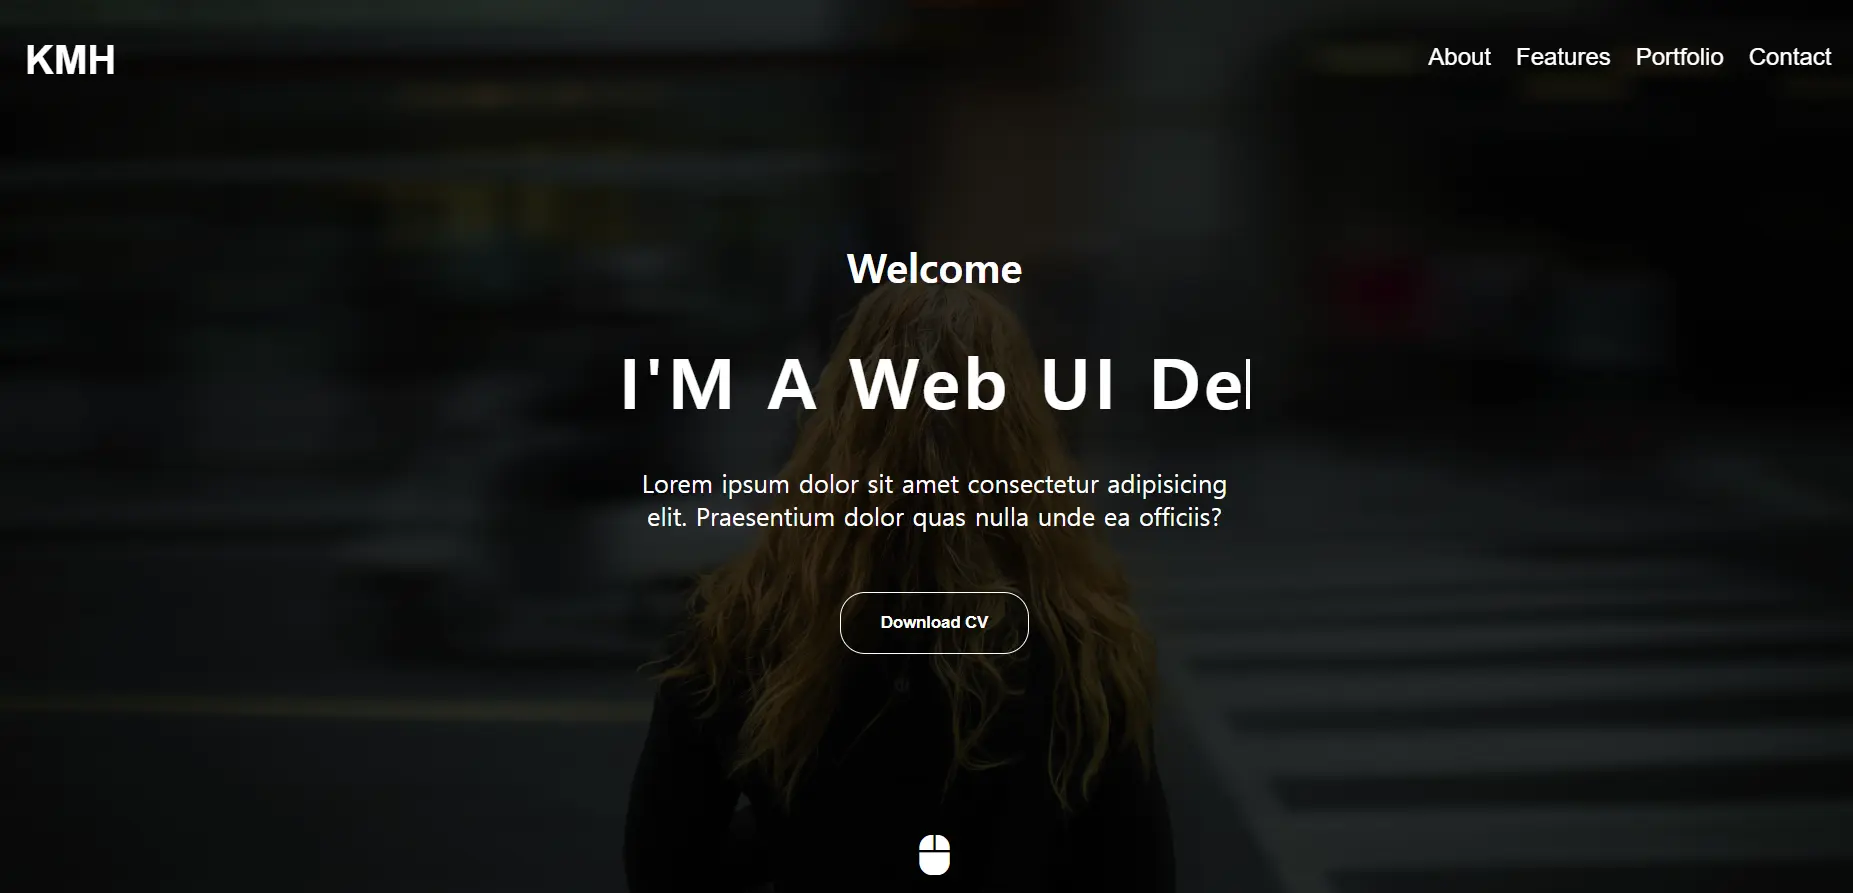 KMH
About Features Portfolio Contact
Welcome
I'M A Web UI De
Lorem ipsum dolor sit amet consectetur adipisicing
elit. Praesentium dolor quas nulla unde ea officiis?
Download CV